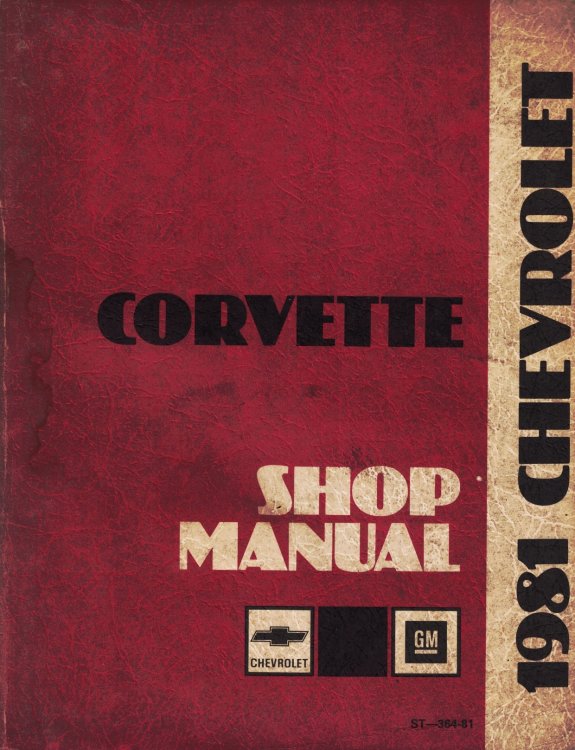 CORVETTE
SHOP
MANUAL
CHEVROLET
GM
ST—364-81
1981 CHEVROLET